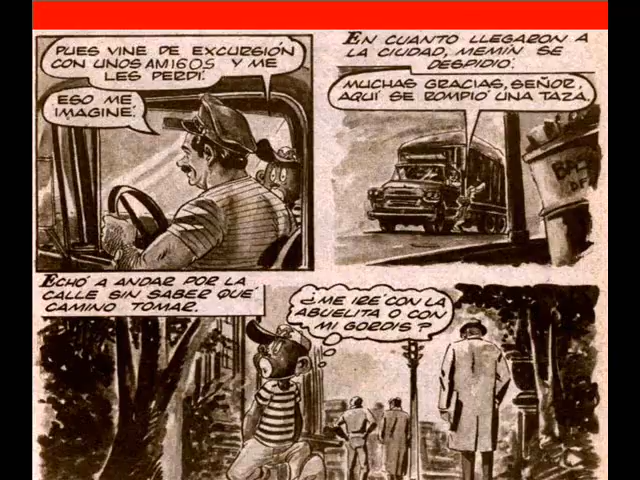 PUES VINE DE EXCURSIÓN
CON UNOS AMIGOS Y ME
LES PERDÍ.
ESO ME
IMAGINÉ.
EN CUANTO LLEGARON A
LA CIUDAD, MEMÍN SE
DESPIDIÓ.
MUCHAS GRACIAS, SEÑOR,
AQUÍ SE ROMPIÓ UNA TAZA.
ECHÓ A ANDAR POR LA
CALLE SIN SABER QUÉ
CAMINO TOMAR.
¿ME IRÉ CON LA
ABUELITA O CON
MI GORDIS?